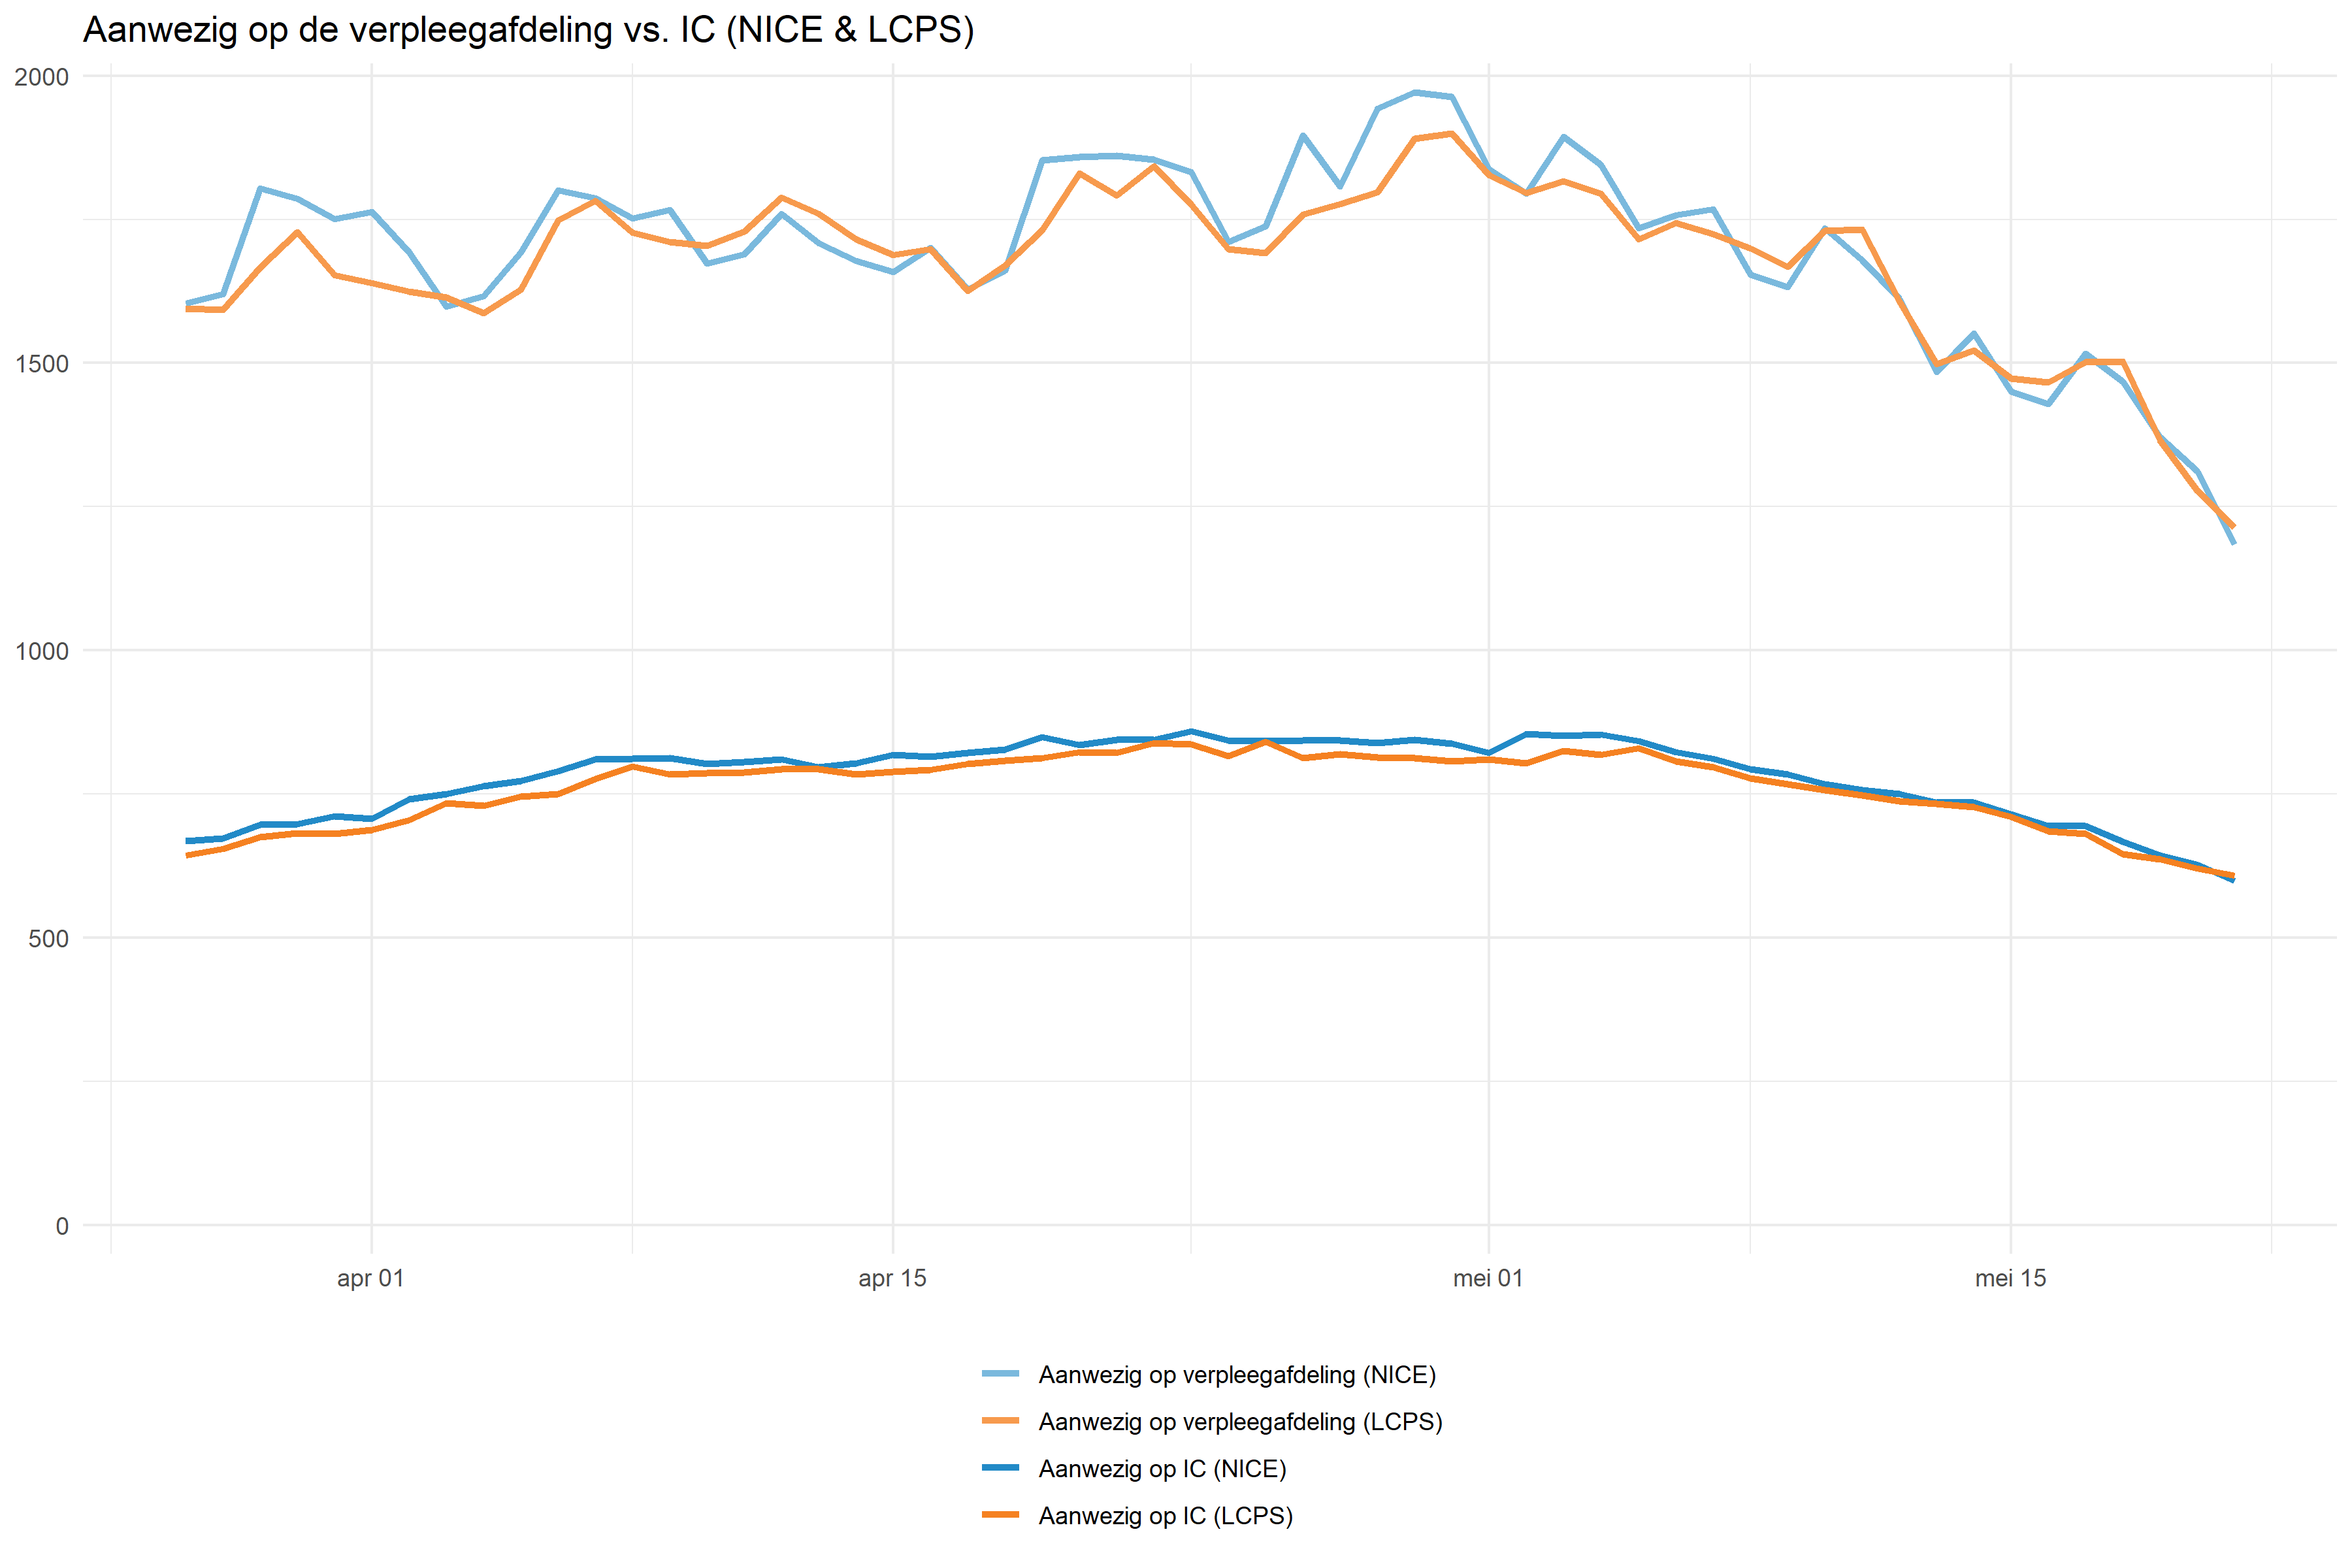 Aanwezig op de verpleegafdeling vs. IC (NICE & LCPS)
2000
1500
1000
500
0
apr 01
apr 15
mei 01
mei 15
Aanwezig op verpleegafdeling (NICE)
Aanwezig op verpleegafdeling (LCPS)
Aanwezig op IC (NICE)
Aanwezig op IC (LCPS)